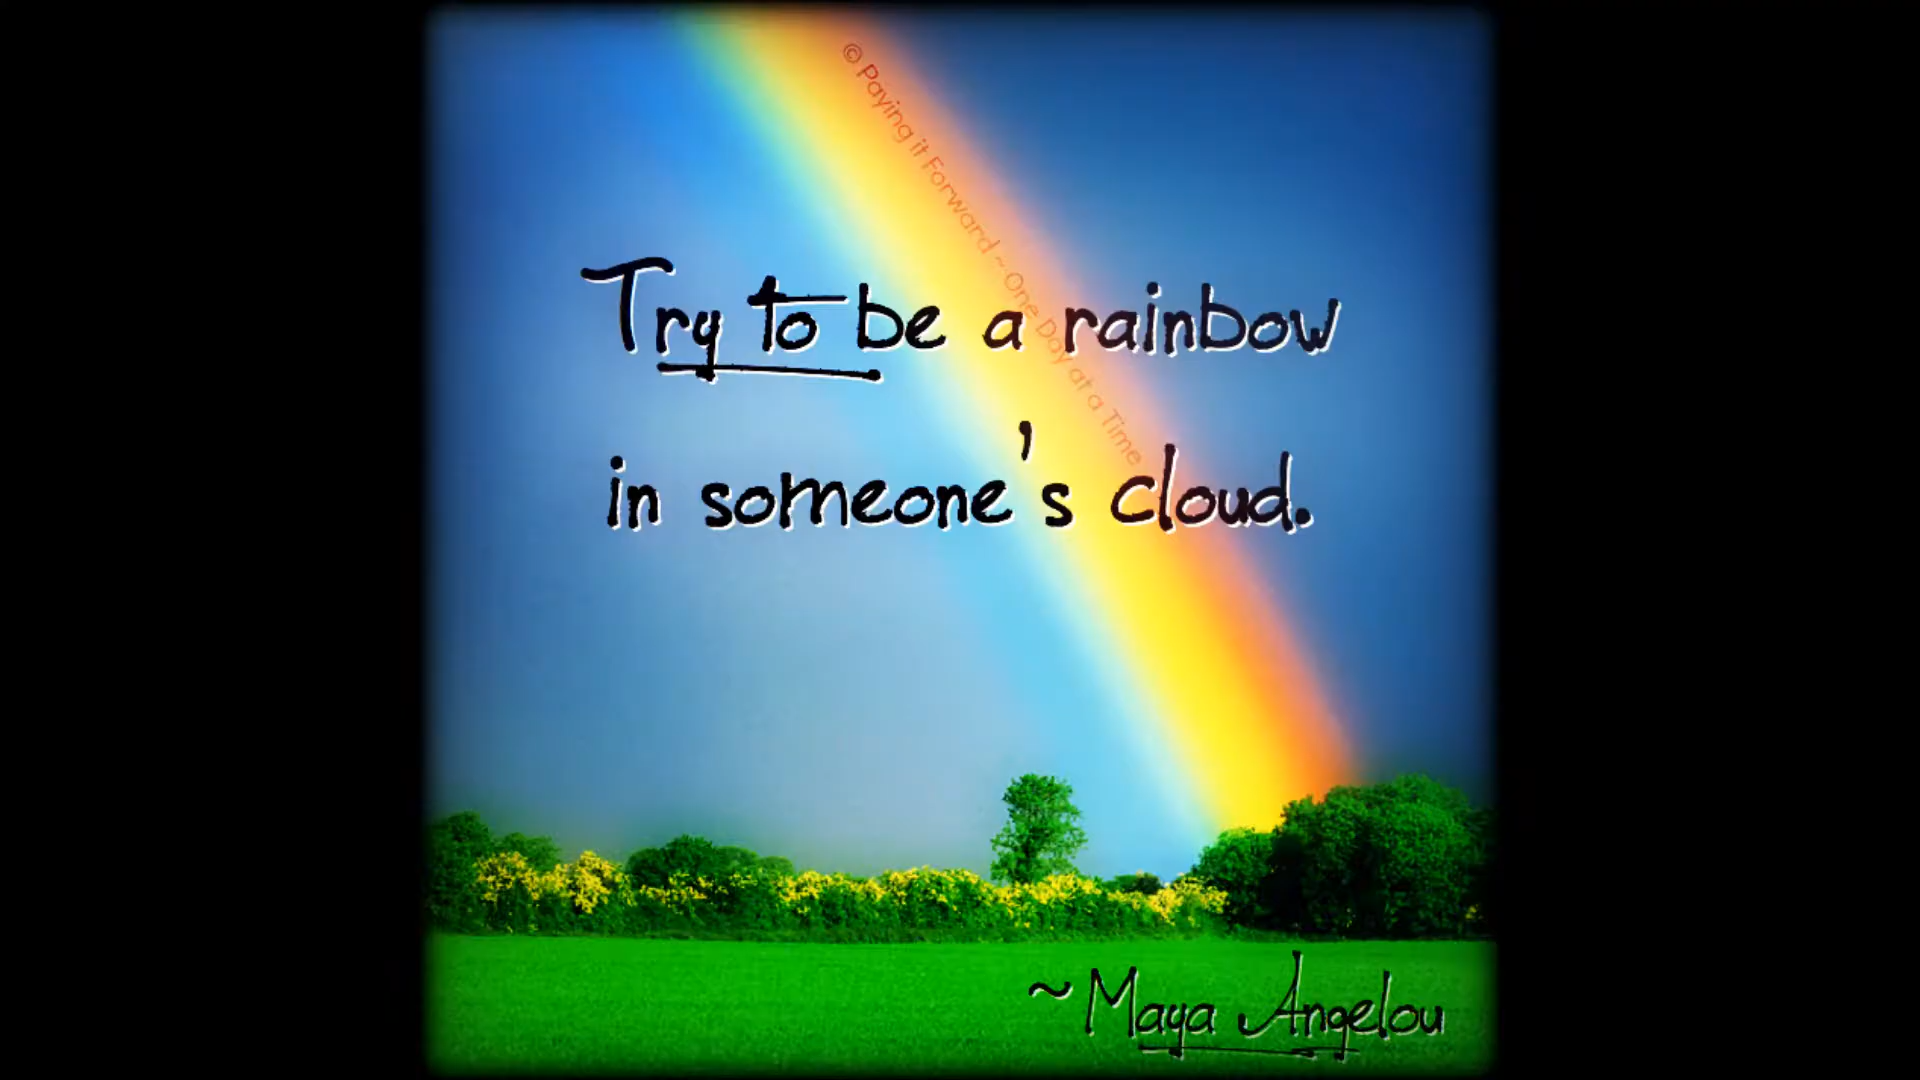 © Paying it Forward ~ One Day at a Time
Try to be a rainbow
in someone's cloud.
~Maya Angelou